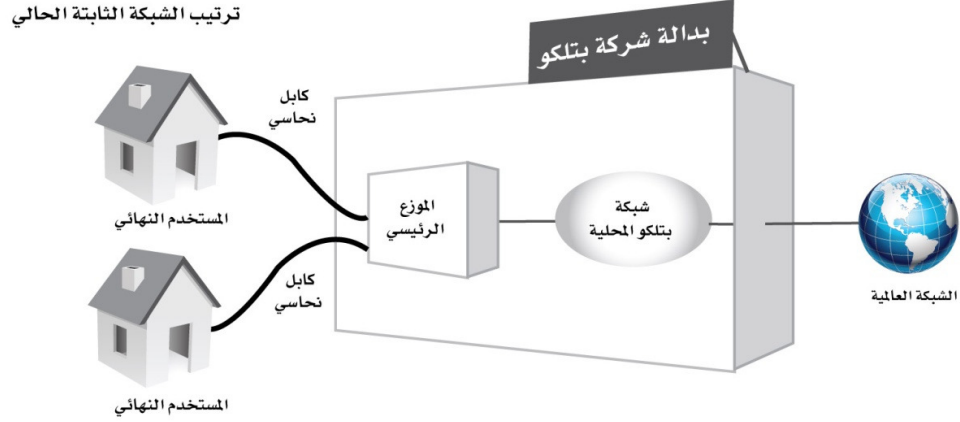 ترتيب الشبكة الثابتة الحالي
بدالة شركة بتلكو
كابل
نحاسي
المستخدم النهائي
الموزع
الرئيسي
شبكة
بتلكو المحلية
الشبكة العالمية
كابل
نحاسي
المستخدم النهائي